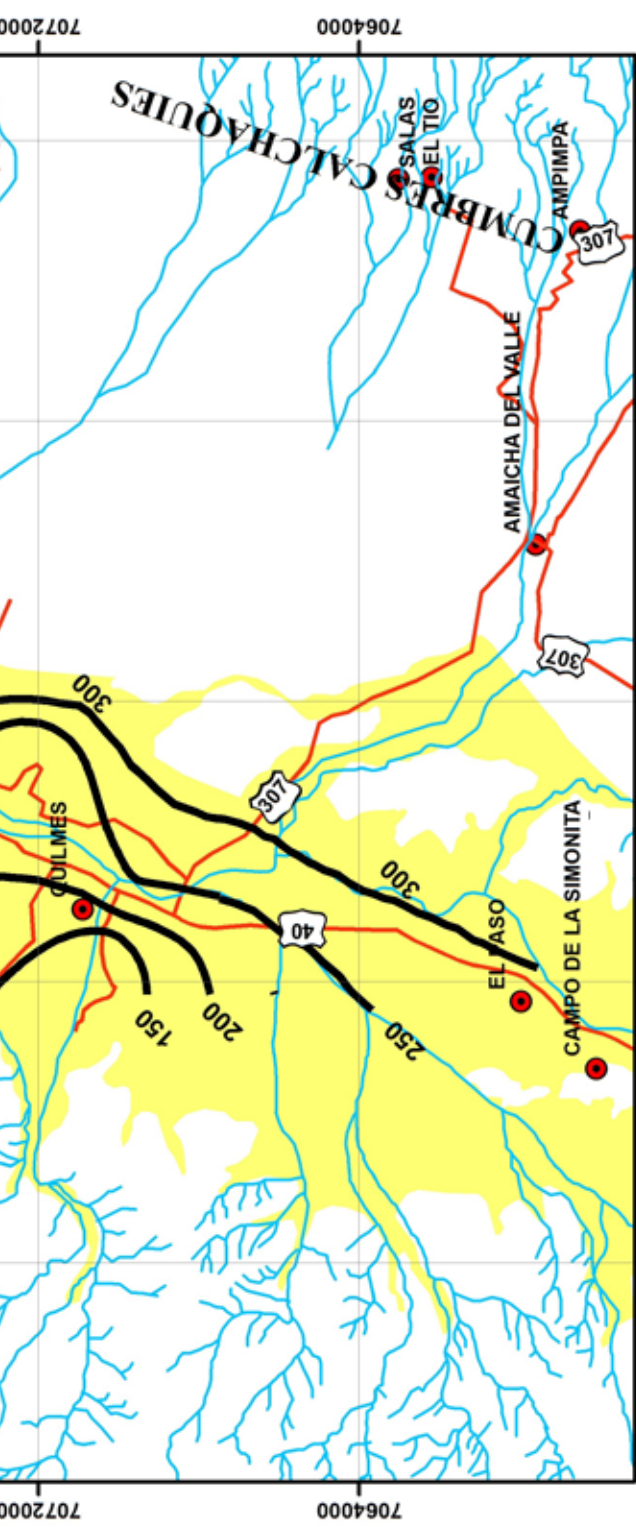 7072000
7064000
CUMBRES CALCHAQUIES
SALAS
EL TIO
AMPIMPA
307
AMAICHA DEL VALLE
307
300
307
QUILMES
300
40
EL PASO
CAMPO DE LA SIMONITA
150
200
250
7072000
7064000